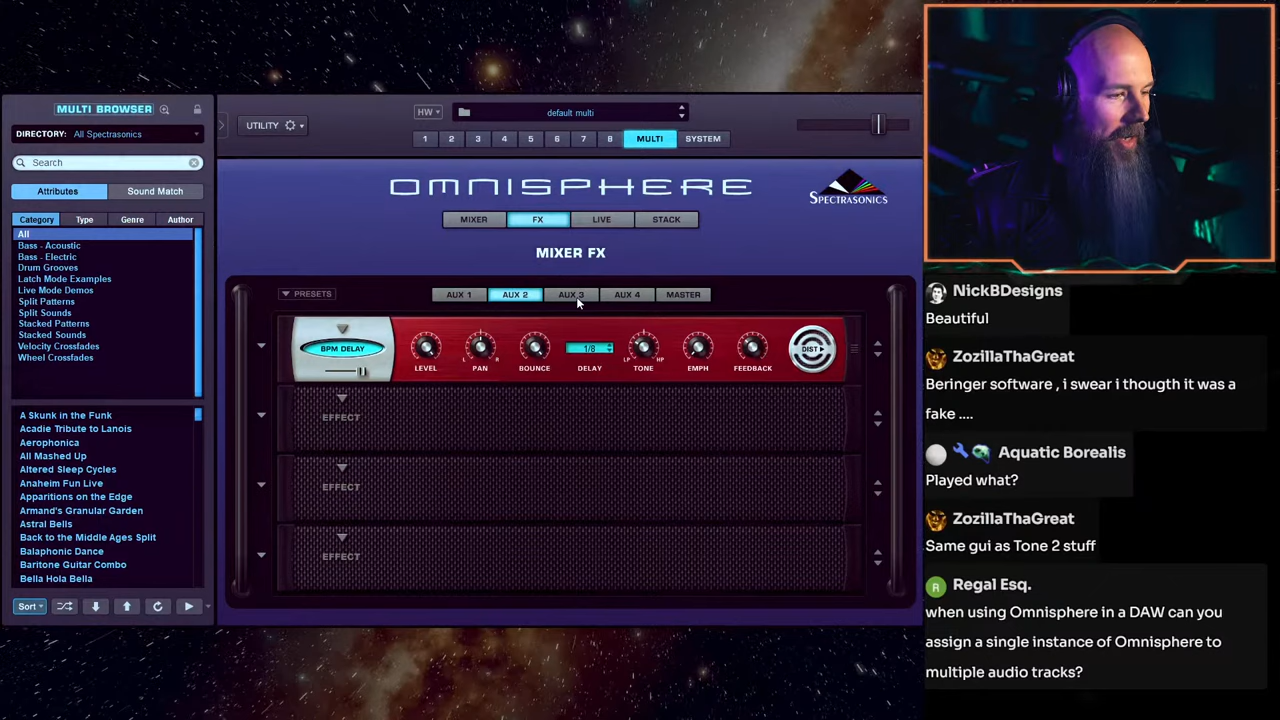 MULTI BROWSER
DIRECTORY: All Spectrasonics
Search
Attributes
Sound Match
Category
Type
Genre
Author
All
Bass - Acoustic
Bass - Electric
Drum Grooves
Latch Mode Examples
Live Mode Demos
Split Patterns
Split Sounds
Stacked Patterns
Stacked Sounds
Velocity Crossfades
Wheel Crossfades
A Skunk in the Funk
Acadie Tribute to Lanois
Aerophonica
All Mashed Up
Altered Sleep Cycles
Anaheim Fun Live
Apparitions on the Edge
Armand's Granular Garden
Astral Bells
Back to the Middle Ages Split
Balaphonic Dance
Baritone Guitar Combo
Bella Hola Bella
Sort
UTILITY
HW
default multi
1 2 3 4 5 6 7 8 MULTI SYSTEM
OMNISPHERE
SPECTRASONICS
MIXER FX LIVE STACK
MIXER FX
PRESETS
AUX 1 AUX 2 AUX 3 AUX 4 MASTER
BPM DELAY
LEVEL
L R
PAN
BOUNCE
1/8
DELAY
LP HP
TONE
EMPH
FEEDBACK
DIST
EFFECT
EFFECT
EFFECT
NickBDesigns
Beautiful
ZozillaThaGreat
Beringer software , i swear i thougth it was a
fake ....
Aquatic Borealis
Played what?
ZozillaThaGreat
Same gui as Tone 2 stuff
R
Regal Esq.
when using Omnisphere in a DAW can you
assign a single instance of Omnisphere to
multiple audio tracks?